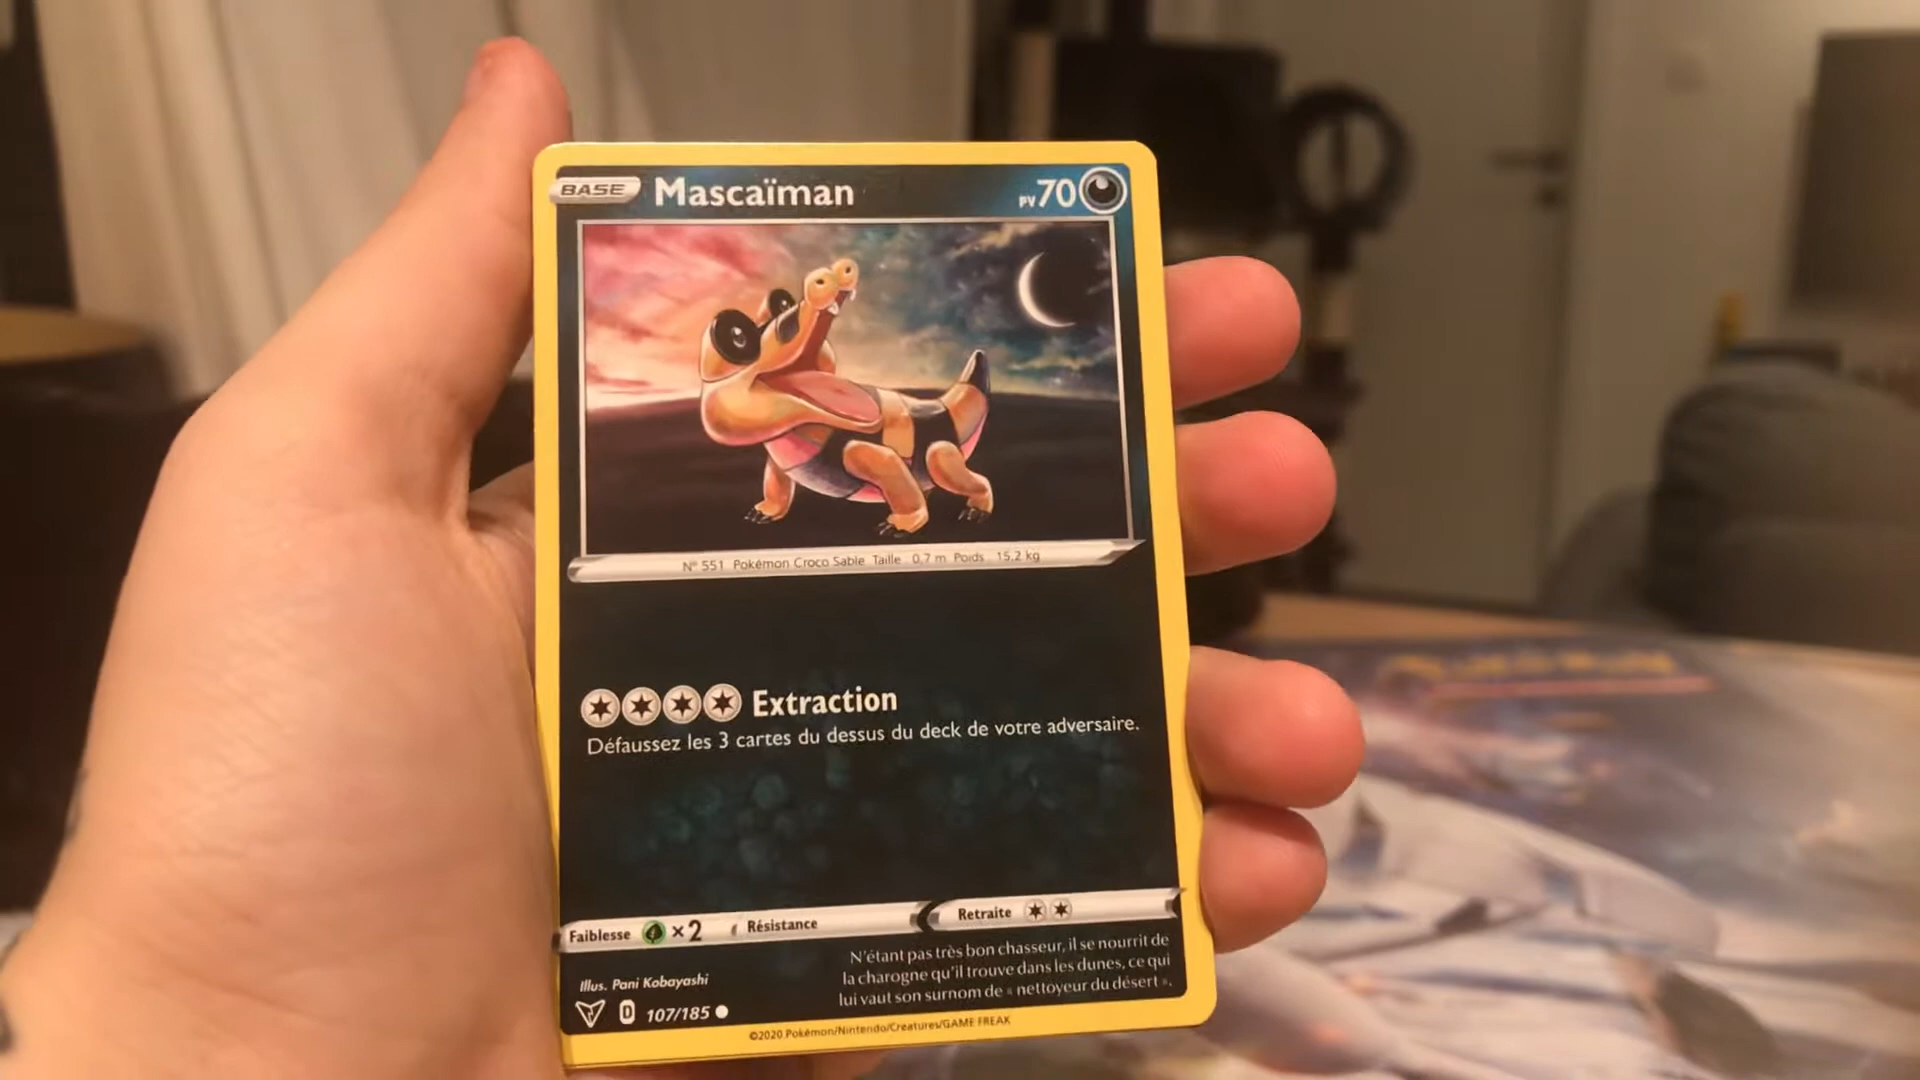 BASE Mascaïman PV70
N° 551 Pokémon Croco Sable Taille 0.7 m Poids 15.2 kg
Extraction
Défaussez les 3 cartes du dessus du deck de votre adversaire.
Faiblesse ×2 Résistance Retraite
N'étant pas très bon chasseur, il se nourrit de
la charogne qu'il trouve dans les dunes, ce qui
lui vaut son surnom de « nettoyeur du désert ».
Illus. Pani Kobayashi
D 107/185
©2020 Pokémon/Nintendo/Creatures/GAME FREAK